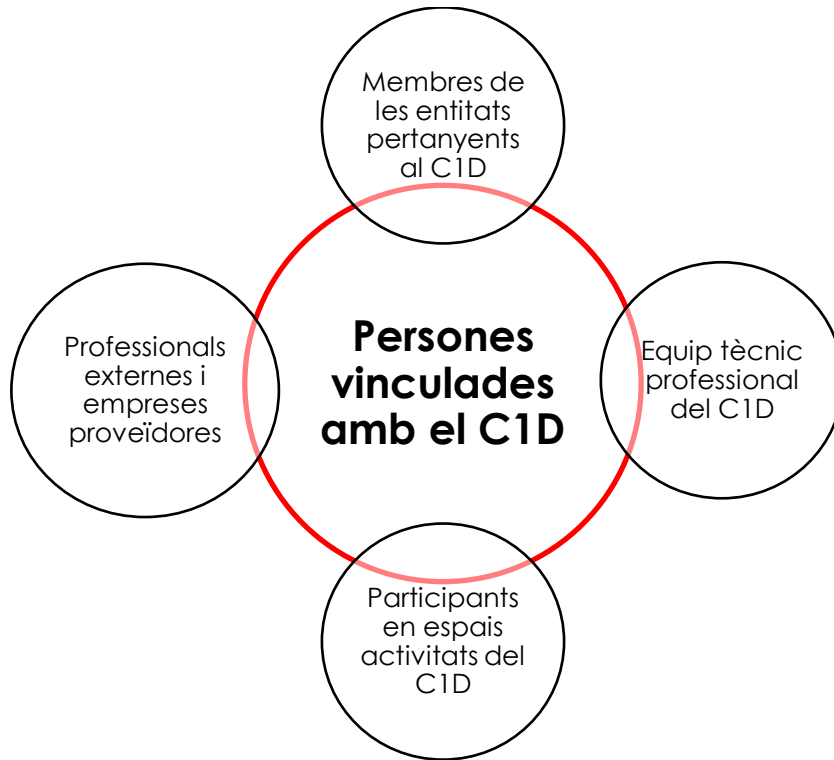 Membres de
les entitats
pertanyents
al C1D
Professionals
externes i
empreses
proveïdores
Persones
vinculades
amb el C1D
Equip tècnic
professional
del C1D
Participants
en espais
activitats del
C1D